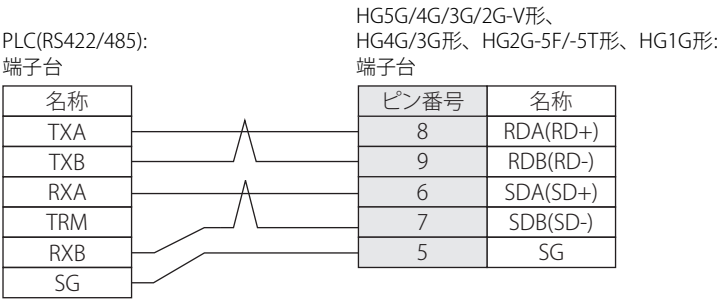 HG5G/4G/3G/2G-V形、
PLC(RS422/485): HG4G/3G形、HG2G-5F/-5T形、HG1G形:
端子台 端子台
名称 ピン番号 名称
TXA 8 RDA(RD+)
TXB 9 RDB(RD-)
RXA 6 SDA(SD+)
TRM 7 SDB(SD-)
RXB 5 SG
SG